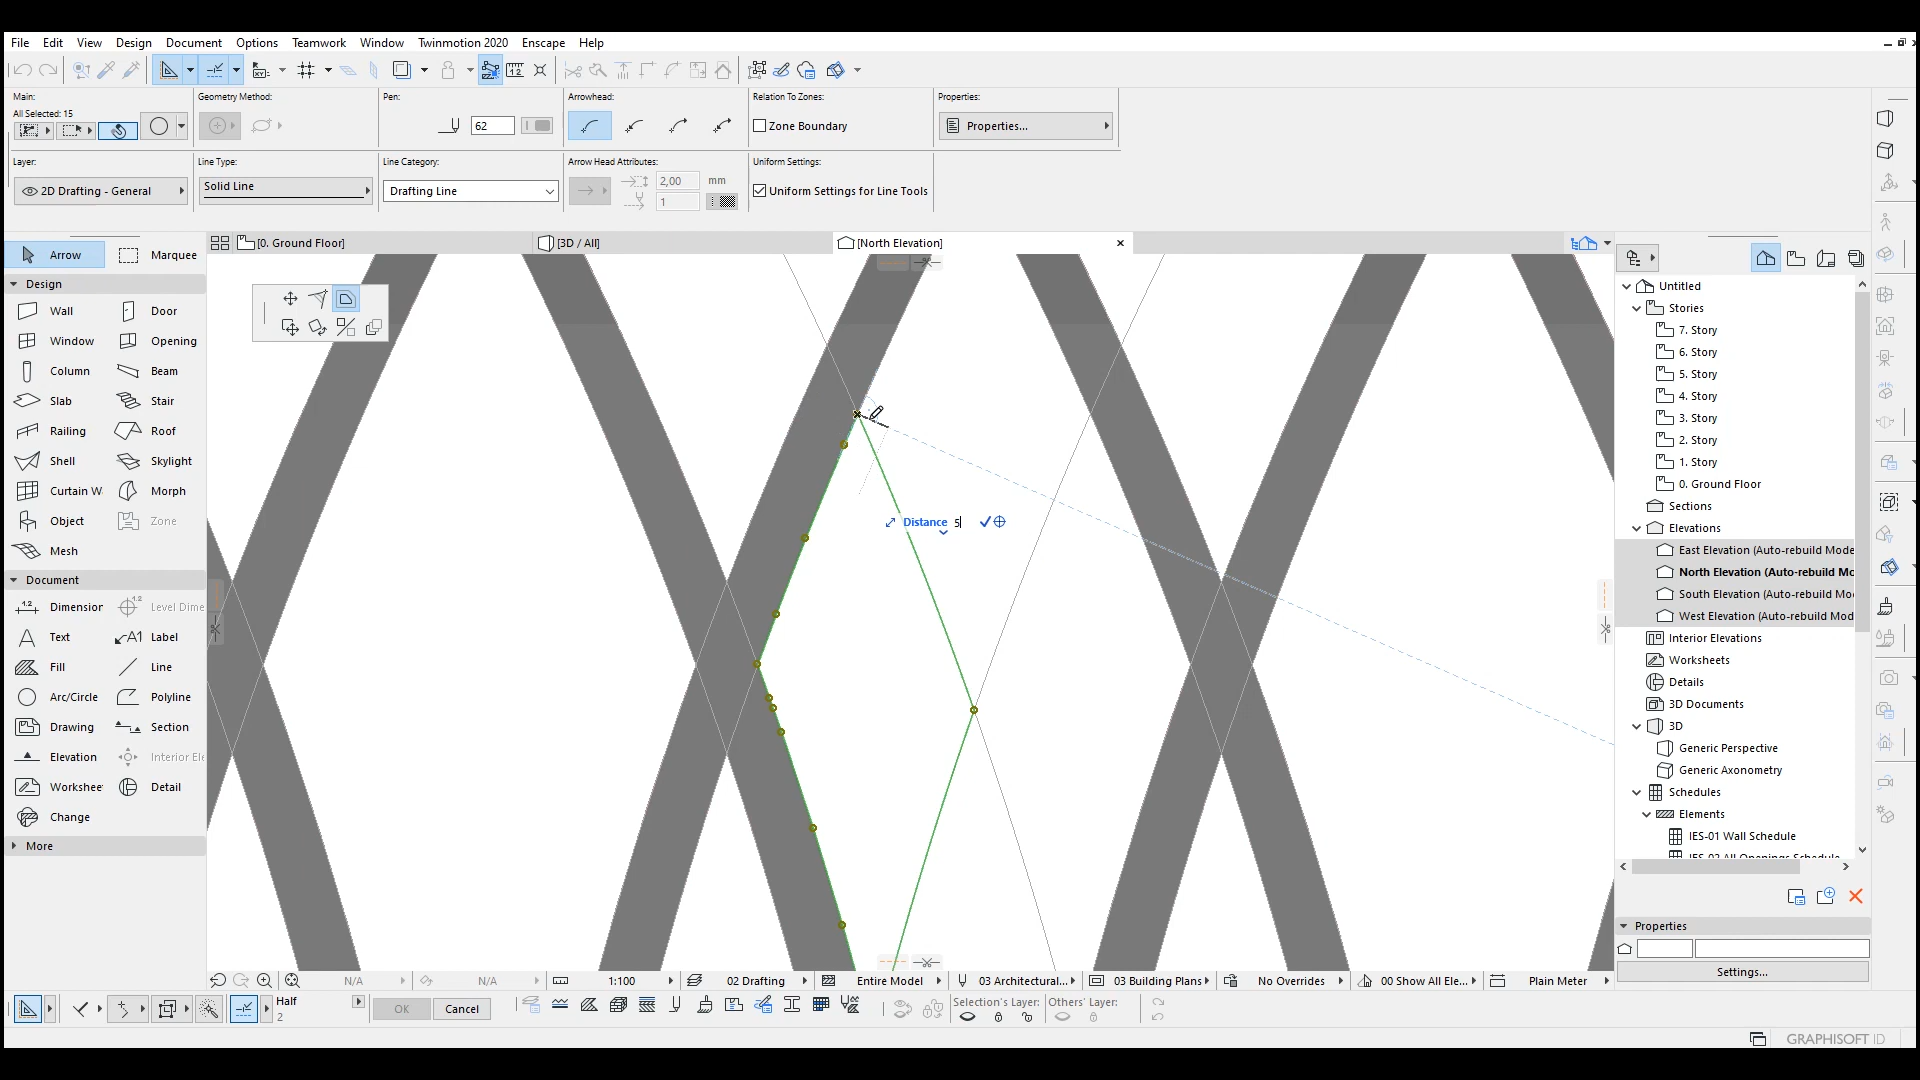 File Edit View Design Document Options Teamwork Window Twinmotion 2020 Enscape Help
Main: Geometry Method: Pen: Arrowhead: Relation To Zones: Properties:
All Selected: 15
62 Zone Boundary Properties...
Layer: Line Type: Line Category: Arrow Head Attributes: Uniform Settings:
2D Drafting - General Solid Line Drafting Line 2,00 mm Uniform Settings for Line Tools
1
Arrow Marquee
[0. Ground Floor] [3D / All] [North Elevation]
Design
Wall Door
Window Opening
Column Beam
Slab Stair
Railing Roof
Shell Skylight
Curtain W
Morph
Object Zone
Mesh
Document
Dimension Level Dime
Text Label
Fill Line
Arc/Circle Polyline
Drawing Section
Elevation Interior Ele
Workshee Detail
Change
More
Distance 5
Untitled
Stories
7. Story
6. Story
5. Story
4. Story
3. Story
2. Story
1. Story
0. Ground Floor
Sections
Elevations
East Elevation (Auto-rebuild Mode
North Elevation (Auto-rebuild Mo
South Elevation (Auto-rebuild Mo
West Elevation (Auto-rebuild Mod
Interior Elevations
Worksheets
Details
3D Documents
3D
Generic Perspective
Generic Axonometry
Schedules
Elements
IES-01 Wall Schedule
IES-02 All Openings Schedule
Properties
Settings...
N/A N/A 1:100 02 Drafting Entire Model 03 Architectural... 03 Building Plans No Overrides 00 Show All Ele... Plain Meter
Half
2
OK Cancel
Selection's Layer: Others' Layer:
GRAPHISOFT ID